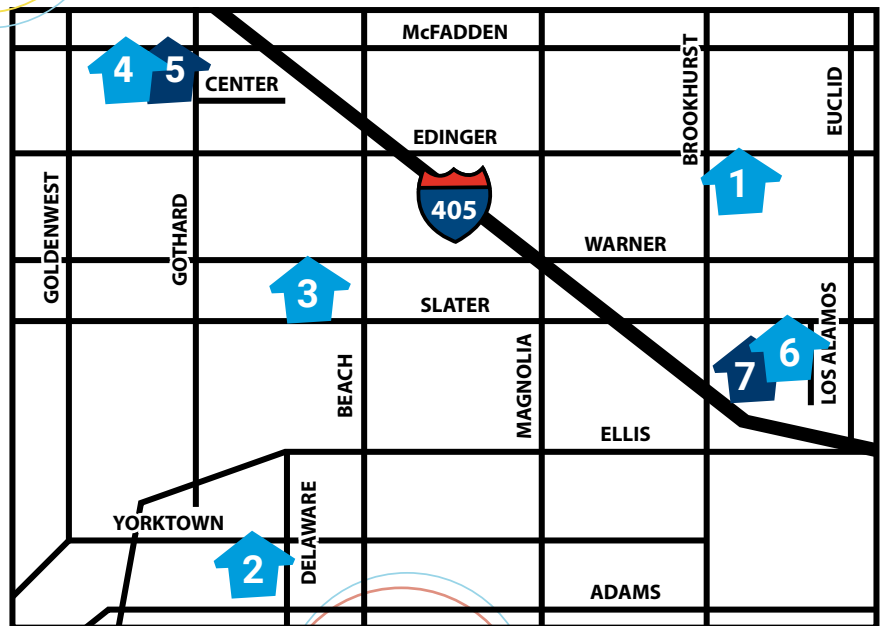 McFADDEN
4
5
CENTER
BROOKHURST
EUCLID
EDINGER
1
GOLDENWEST
GOTHARD
405
WARNER
3
SLATER
LOS ALAMOS
BEACH
MAGNOLIA
6
7
ELLIS
YORKTOWN
DELAWARE
2
ADAMS